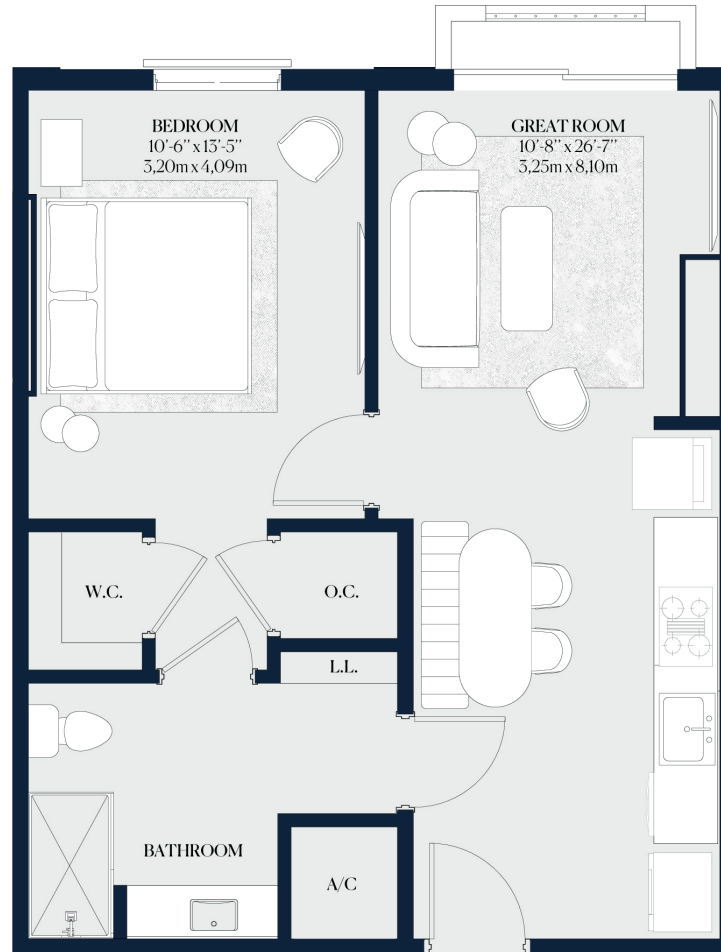 BEDROOM
10'-6'' x 13'-5''
3,20m x 4,09m
GREAT ROOM
10'-8'' x 26'-7''
3,25m x 8,10m
W.C.
O.C.
L.L.
BATHROOM
A/C